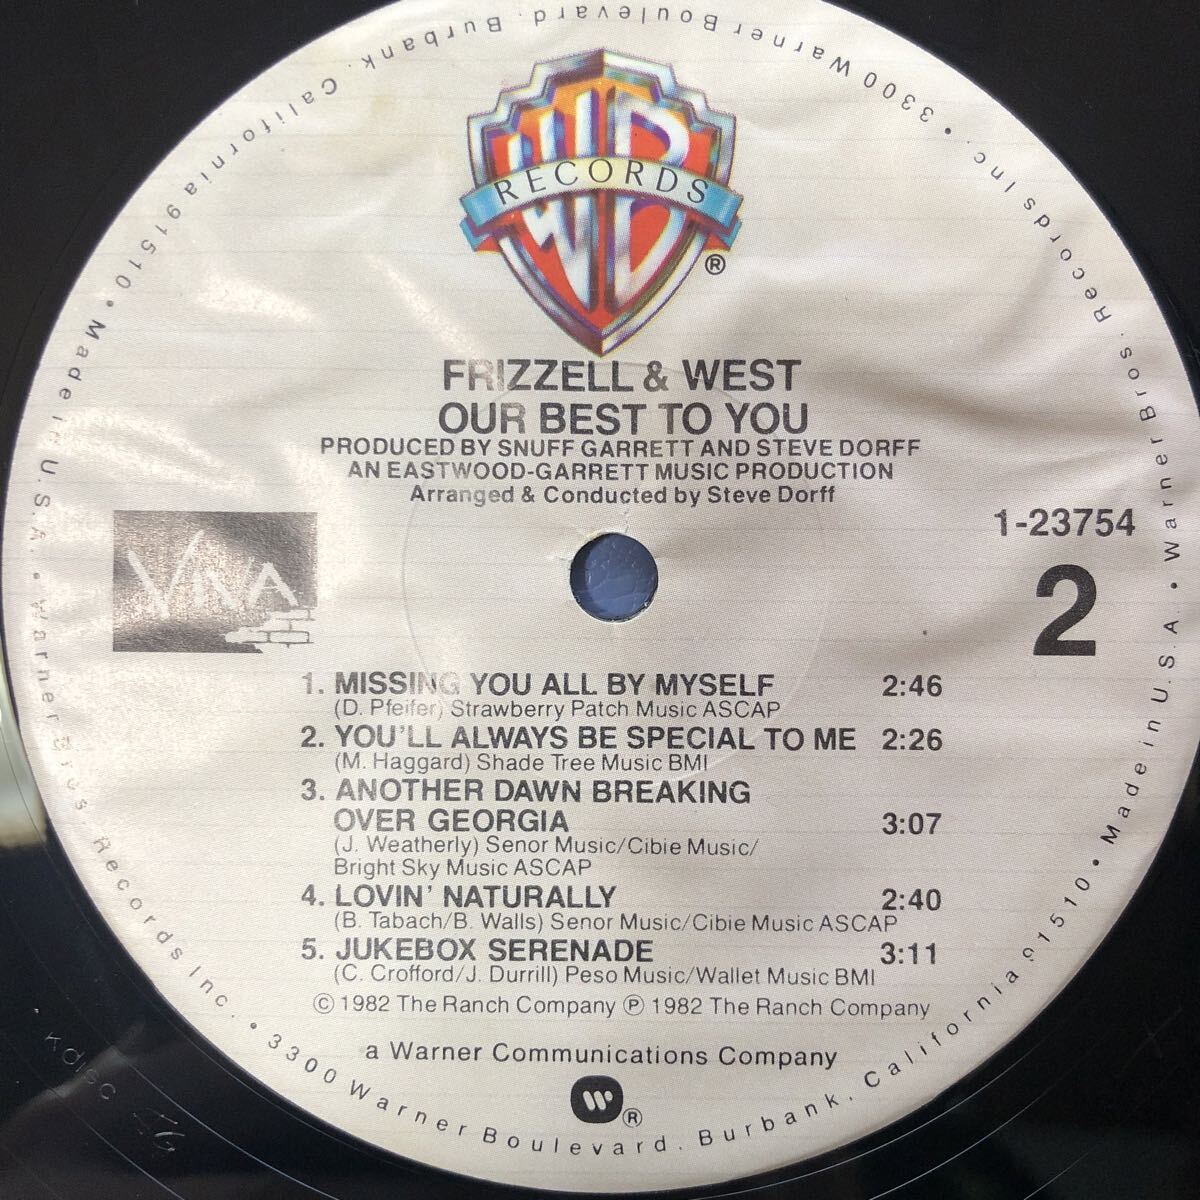 WB
RECORDS
®
FRIZZELL & WEST
OUR BEST TO YOU
PRODUCED BY SNUFF GARRETT AND STEVE DORFF
AN EASTWOOD-GARRETT MUSIC PRODUCTION
Arranged & Conducted by Steve Dorff
VIVA
1-23754
2
1. MISSING YOU ALL BY MYSELF 2:46
(D. Pfeifer) Strawberry Patch Music ASCAP
2. YOU'LL ALWAYS BE SPECIAL TO ME 2:26
(M. Haggard) Shade Tree Music BMI
3. ANOTHER DAWN BREAKING
OVER GEORGIA 3:07
(J. Weatherly) Senor Music/Cibie Music/
Bright Sky Music ASCAP
4. LOVIN' NATURALLY 2:40
(B. Tabach/B. Walls) Senor Music/Cibie Music ASCAP
5. JUKEBOX SERENADE 3:11
(C. Crofford/J. Durrill) Peso Music/Wallet Music BMI
© 1982 The Ranch Company ℗ 1982 The Ranch Company
a Warner Communications Company
®
Warner Bros. Records Inc. • 3300 Warner Boulevard, Burbank, California 91510 • Made in U.S.A. • Warner Bros. Records Inc. • 3300 Warner Boulevard, Burbank, California 91510 • Made in U.S.A. •